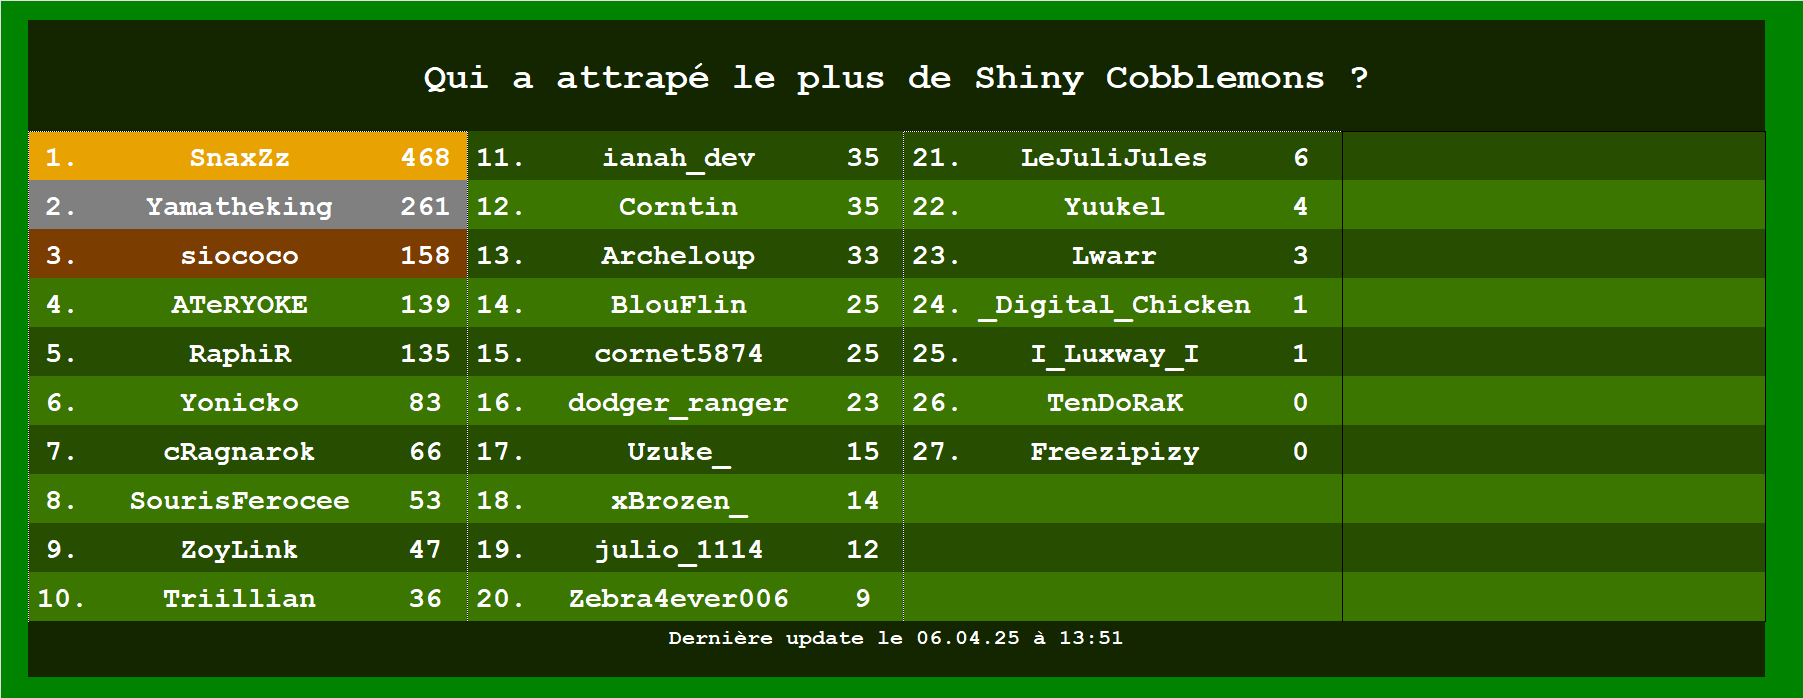 Qui a attrapé le plus de Shiny Cobblemons ?
1. SnaxZz 468
2. Yamatheking 261
3. siococo 158
4. ATeRYOKE 139
5. RaphiR 135
6. Yonicko 83
7. cRagnarok 66
8. SourisFerocee 53
9. ZoyLink 47
10. Triillian 36
11. ianah_dev 35
12. Corntin 35
13. Archeloup 33
14. BlouFlin 25
15. cornet5874 25
16. dodger_ranger 23
17. Uzuke_ 15
18. xBrozen_ 14
19. julio_1114 12
20. Zebra4ever006 9
21. LeJuliJules 6
22. Yuukel 4
23. Lwarr 3
24. _Digital_Chicken 1
25. I_Luxway_I 1
26. TenDoRaK 0
27. Freezipizy 0
Dernière update le 06.04.25 à 13:51